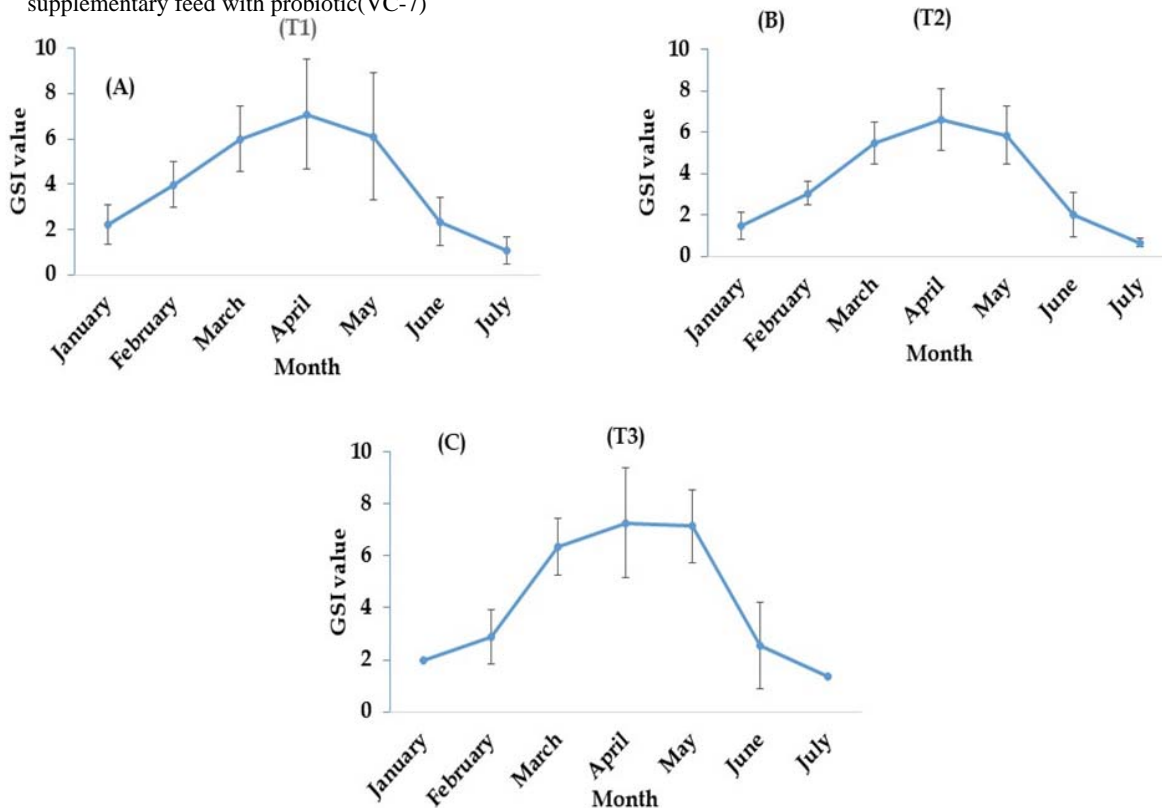 supplementary feed with probiotic(VC-7)
(T1)
(A)
GSI value
10
8
6
4
2
0
January
February
March
April
May
June
July
Month
(B)
(T2)
GSI value
10
8
6
4
2
0
January
February
March
April
May
June
July
Month
(C)
(T3)
GSI value
10
8
6
4
2
0
January
February
March
April
May
June
July
Month